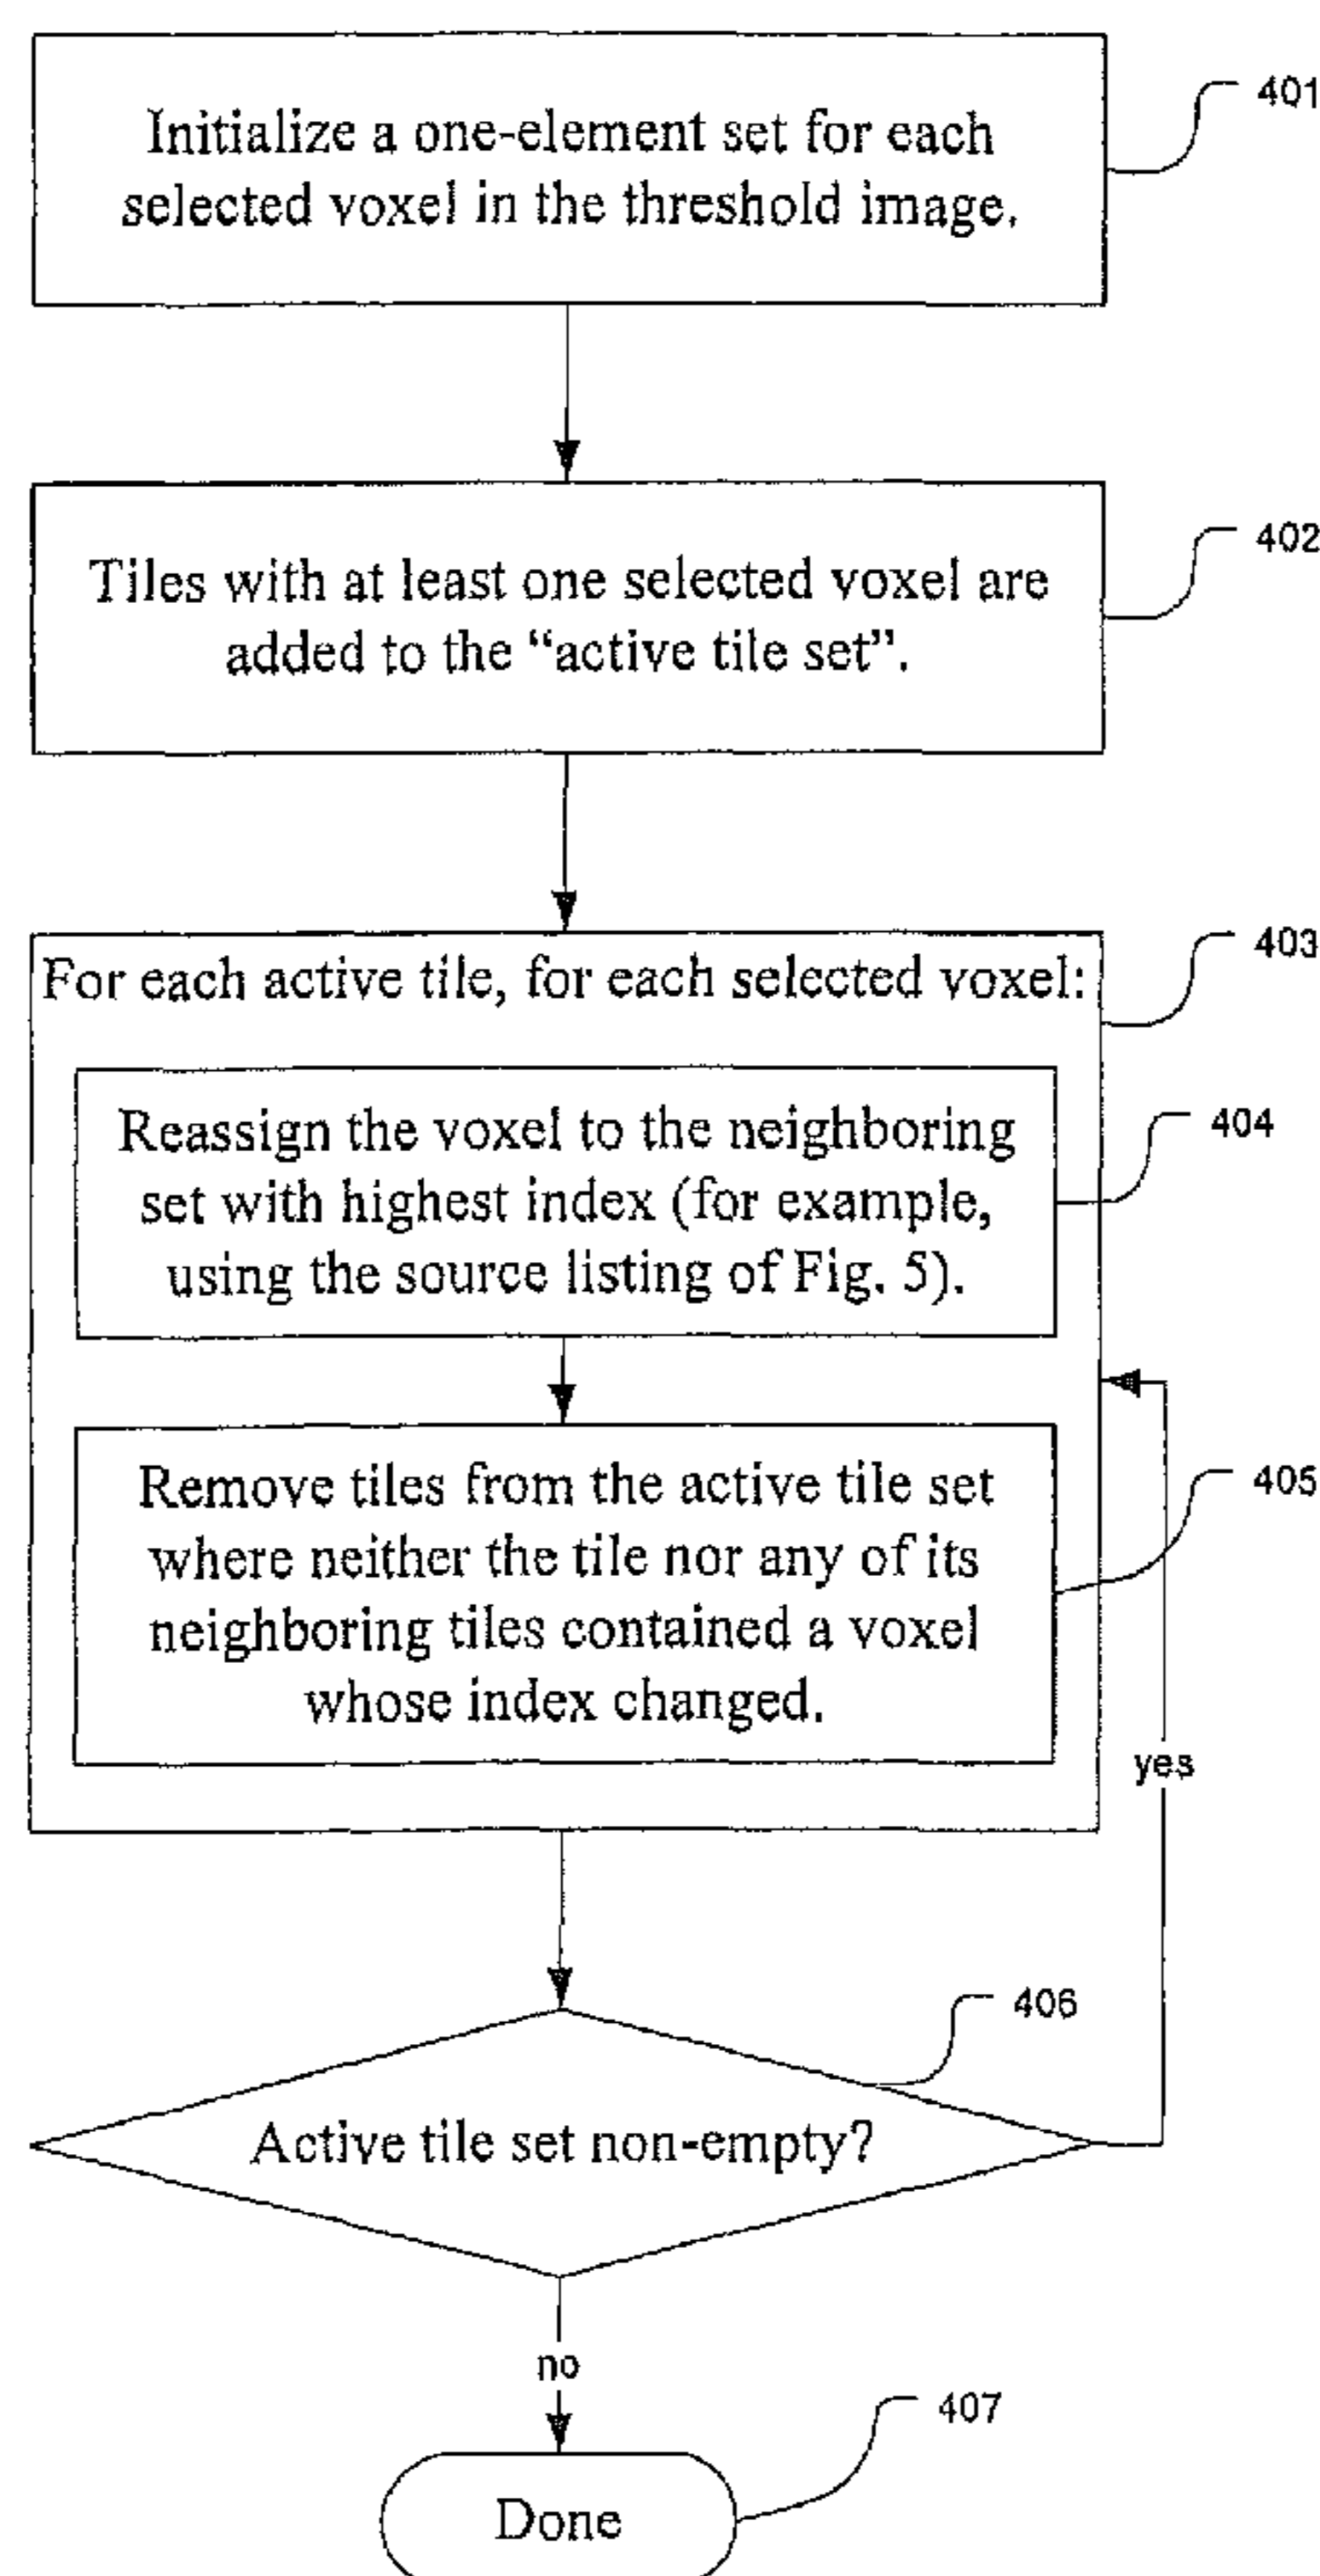 Initialize a one-element set for each
selected voxel in the threshold image.
401
Tiles with at least one selected voxel are
added to the “active tile set”.
402
For each active tile, for each selected voxel:
403
Reassign the voxel to the neighboring
set with highest index (for example,
using the source listing of Fig. 5).
404
Remove tiles from the active tile set
where neither the tile nor any of its
neighboring tiles contained a voxel
whose index changed.
405
yes
406
Active tile set non-empty?
no
407
Done